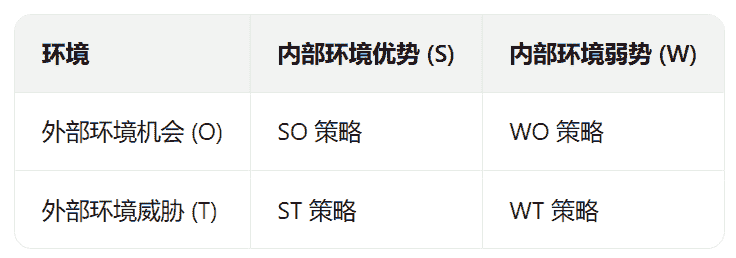 环境 内部环境优势 (S) 内部环境弱势 (W)
外部环境机会 (O) SO 策略 WO 策略
外部环境威胁 (T) ST 策略 WT 策略